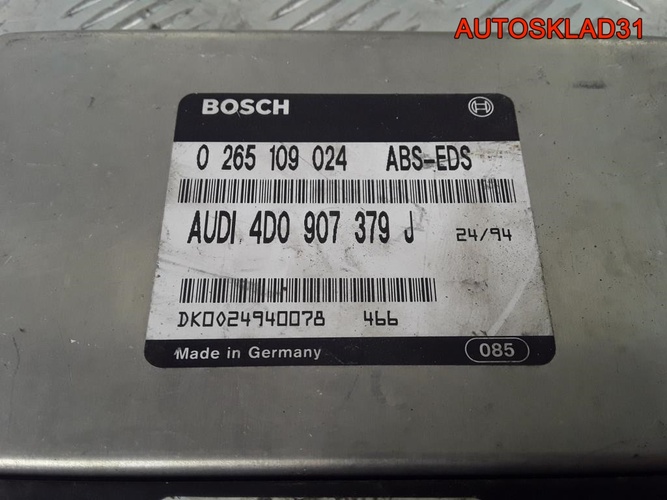 AUTOSKLAD31
BOSCH
0 265 109 024 ABS-EDS
AUDI 4D0 907 379 J 24/94
DK0024940078 466
Made in Germany 085